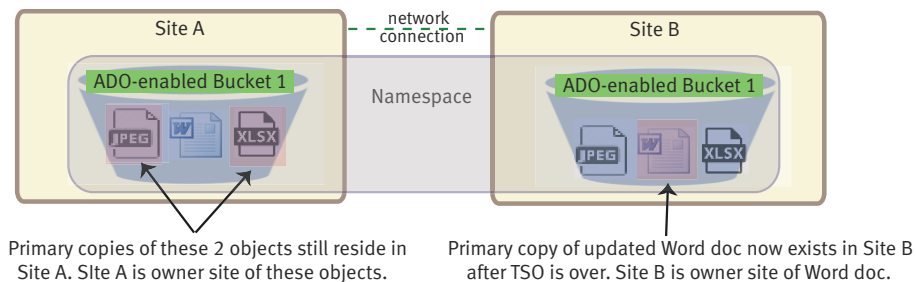 Site A
network
connection
Site B
ADO-enabled Bucket 1
Namespace
ADO-enabled Bucket 1
JPEG
W
XLSX
JPEG
W
XLSX
Primary copies of these 2 objects still reside in
Site A. SIte A is owner site of these objects.
Primary copy of updated Word doc now exists in Site B
after TSO is over. Site B is owner site of Word doc.